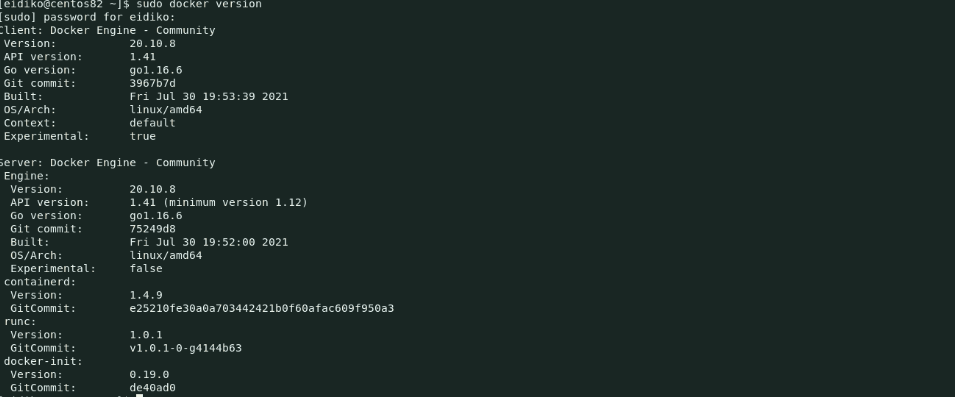 [eidiko@centos82 ~]$ sudo docker version
[sudo] password for eidiko:
Client: Docker Engine - Community
Version: 20.10.8
API version: 1.41
Go version: go1.16.6
Git commit: 3967b7d
Built: Fri Jul 30 19:53:39 2021
OS/Arch: linux/amd64
Context: default
Experimental: true
Server: Docker Engine - Community
Engine:
Version: 20.10.8
API version: 1.41 (minimum version 1.12)
Go version: go1.16.6
Git commit: 75249d8
Built: Fri Jul 30 19:52:00 2021
OS/Arch: linux/amd64
Experimental: false
containerd:
Version: 1.4.9
GitCommit: e25210fe30a0a703442421b0f60afac609f950a3
runc:
Version: 1.0.1
GitCommit: v1.0.1-0-g4144b63
docker-init:
Version: 0.19.0
GitCommit: de40ad0